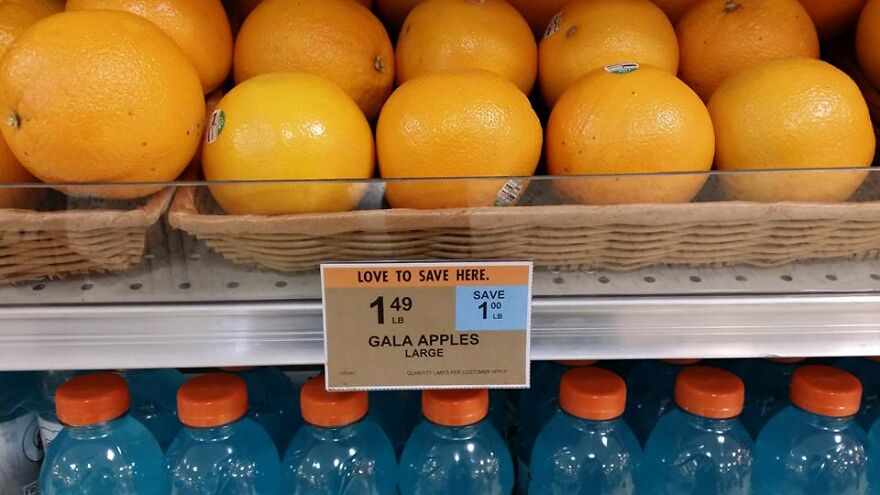 LOVE TO SAVE HERE.
1 49
LB
SAVE
1 00
LB
GALA APPLES
LARGE
QUANTITY LIMITS PER CUSTOMER APPLY